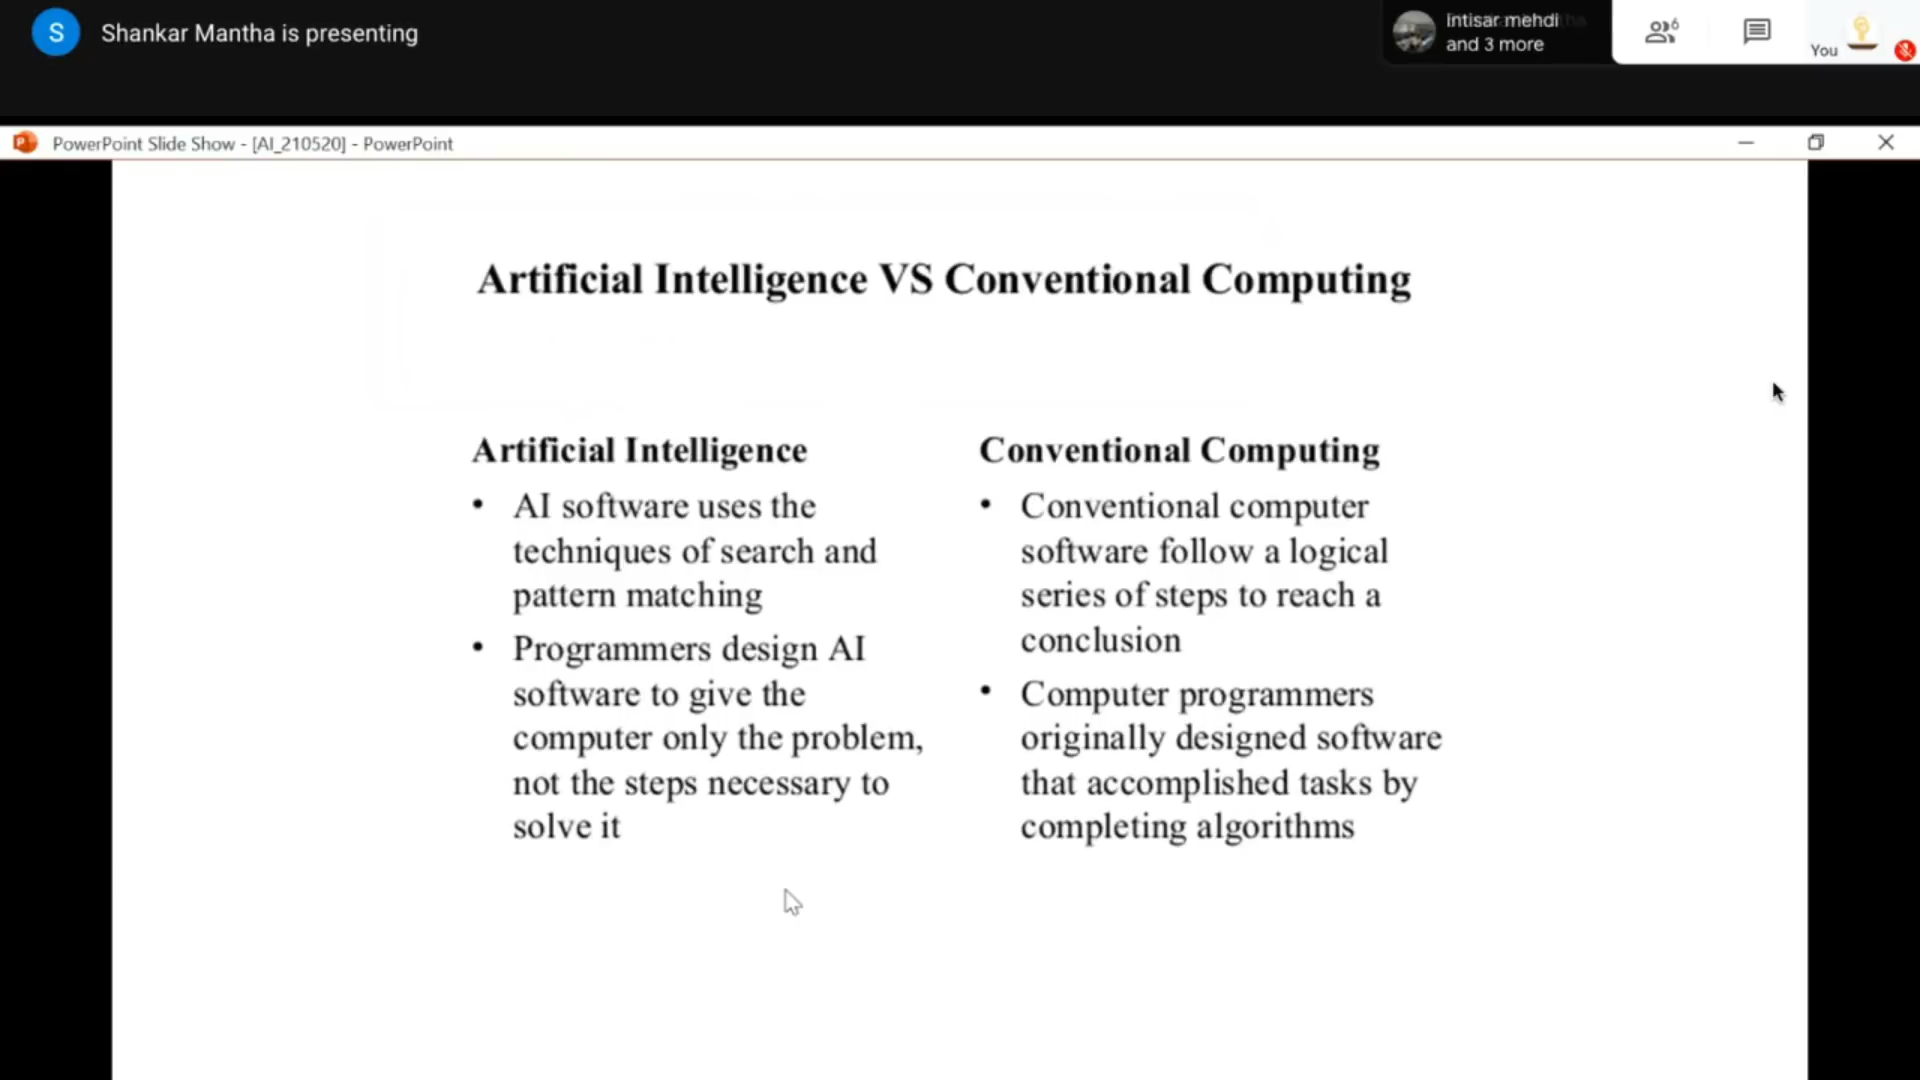 S
Shankar Mantha is presenting
Intisar mehdi
and 3 more
6
You
PowerPoint Slide Show - [AI_210520] - PowerPoint
Artificial Intelligence VS Conventional Computing
Artificial Intelligence
• AI software uses the
techniques of search and
pattern matching
• Programmers design AI
software to give the
computer only the problem,
not the steps necessary to
solve it
Conventional Computing
• Conventional computer
software follow a logical
series of steps to reach a
conclusion
• Computer programmers
originally designed software
that accomplished tasks by
completing algorithms